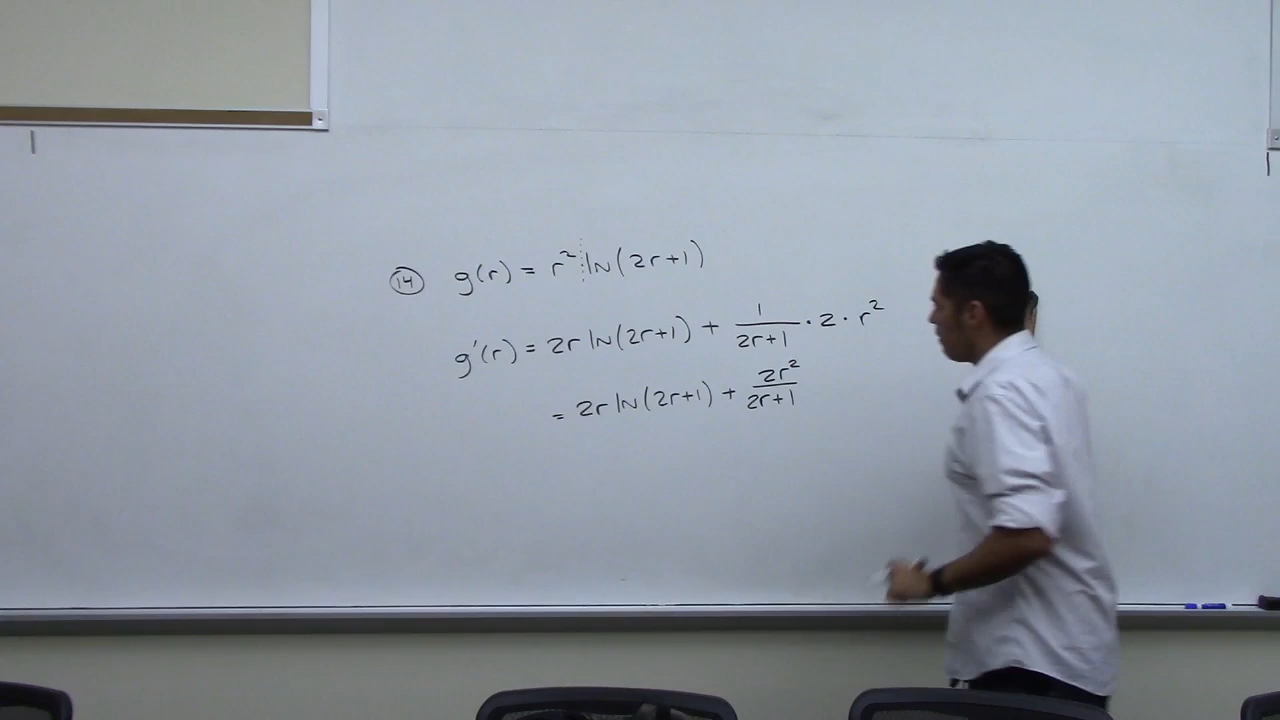 14 g(r) = r² ln(2r+1)
g'(r) = 2r ln(2r+1) + 1/(2r+1) · 2 · r²
= 2r ln(2r+1) + 2r²/(2r+1)